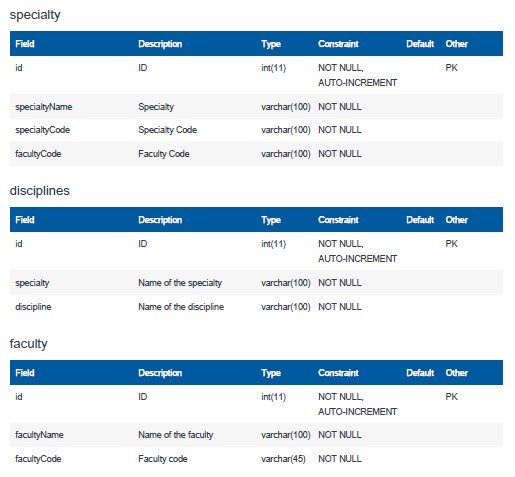 specialty
Field Description Type Constraint Default Other
id ID int(11) NOT NULL, PK
AUTO-INCREMENT
specialtyName Specialty varchar(100) NOT NULL
specialtyCode Specialty Code varchar(100) NOT NULL
facultyCode Faculty Code varchar(100) NOT NULL
disciplines
Field Description Type Constraint Default Other
id ID int(11) NOT NULL, PK
AUTO-INCREMENT
specialty Name of the specialty varchar(100) NOT NULL
discipline Name of the discipline varchar(100) NOT NULL
faculty
Field Description Type Constraint Default Other
id ID int(11) NOT NULL, PK
AUTO-INCREMENT
facultyName Name of the faculty varchar(100) NOT NULL
facultyCode Faculty code varchar(45) NOT NULL